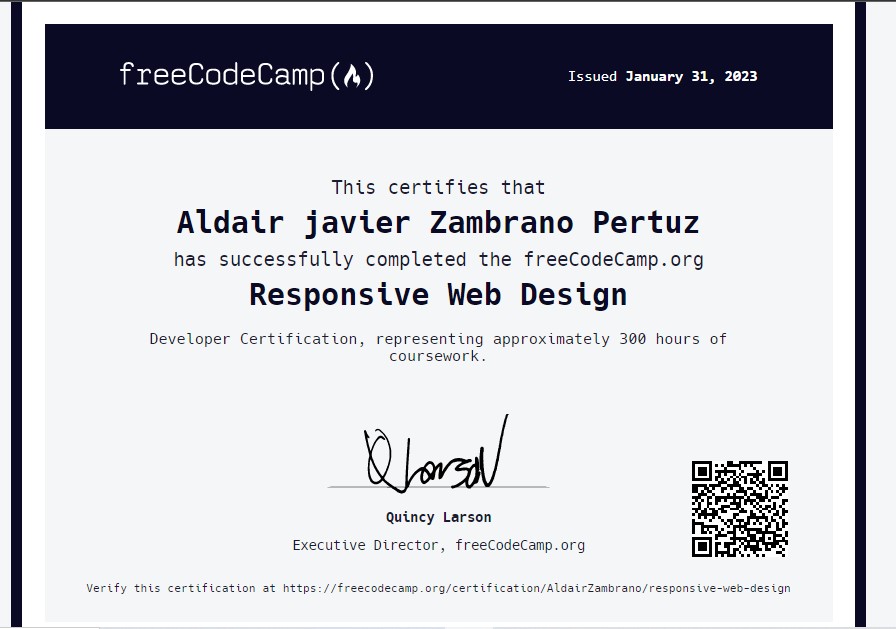 freeCodeCamp(🔥)
Issued January 31, 2023
This certifies that
Aldair javier Zambrano Pertuz
has successfully completed the freeCodeCamp.org
Responsive Web Design
Developer Certification, representing approximately 300 hours of
coursework.
Q Larson
Quincy Larson
Executive Director, freeCodeCamp.org
Verify this certification at https://freecodecamp.org/certification/AldairZambrano/responsive-web-design